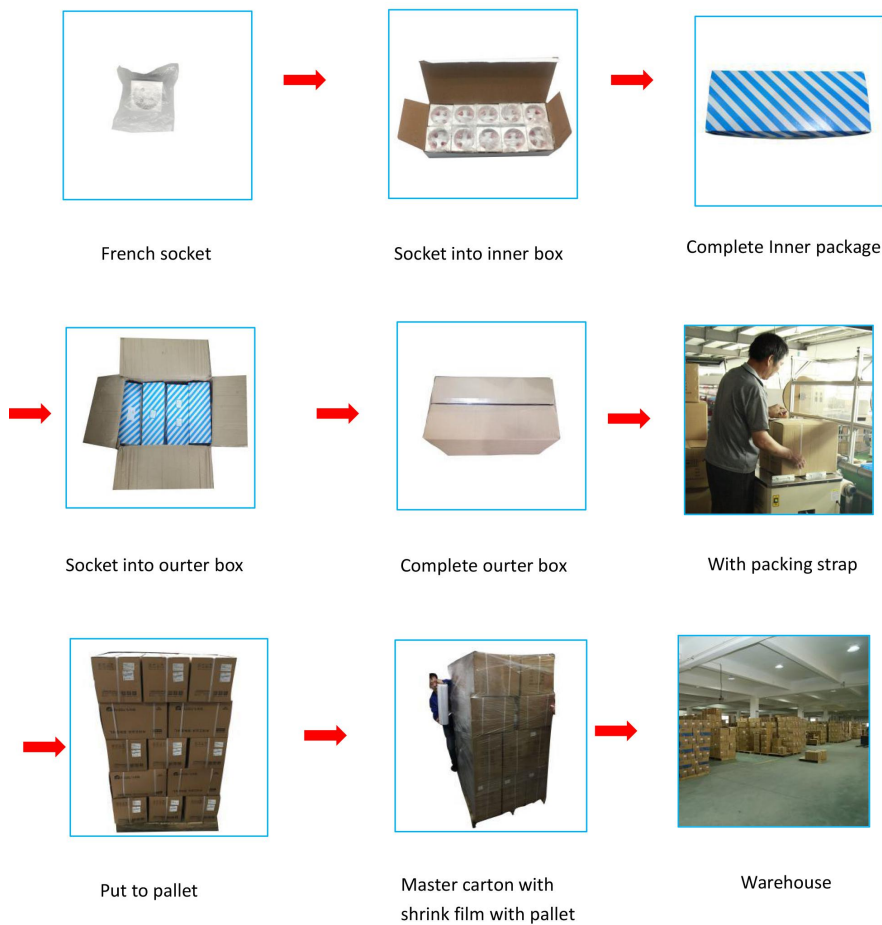 French socket
Socket into inner box
Complete Inner package
Socket into ourter box
Complete ourter box
With packing strap
Put to pallet
Master carton with
shrink film with pallet
Warehouse